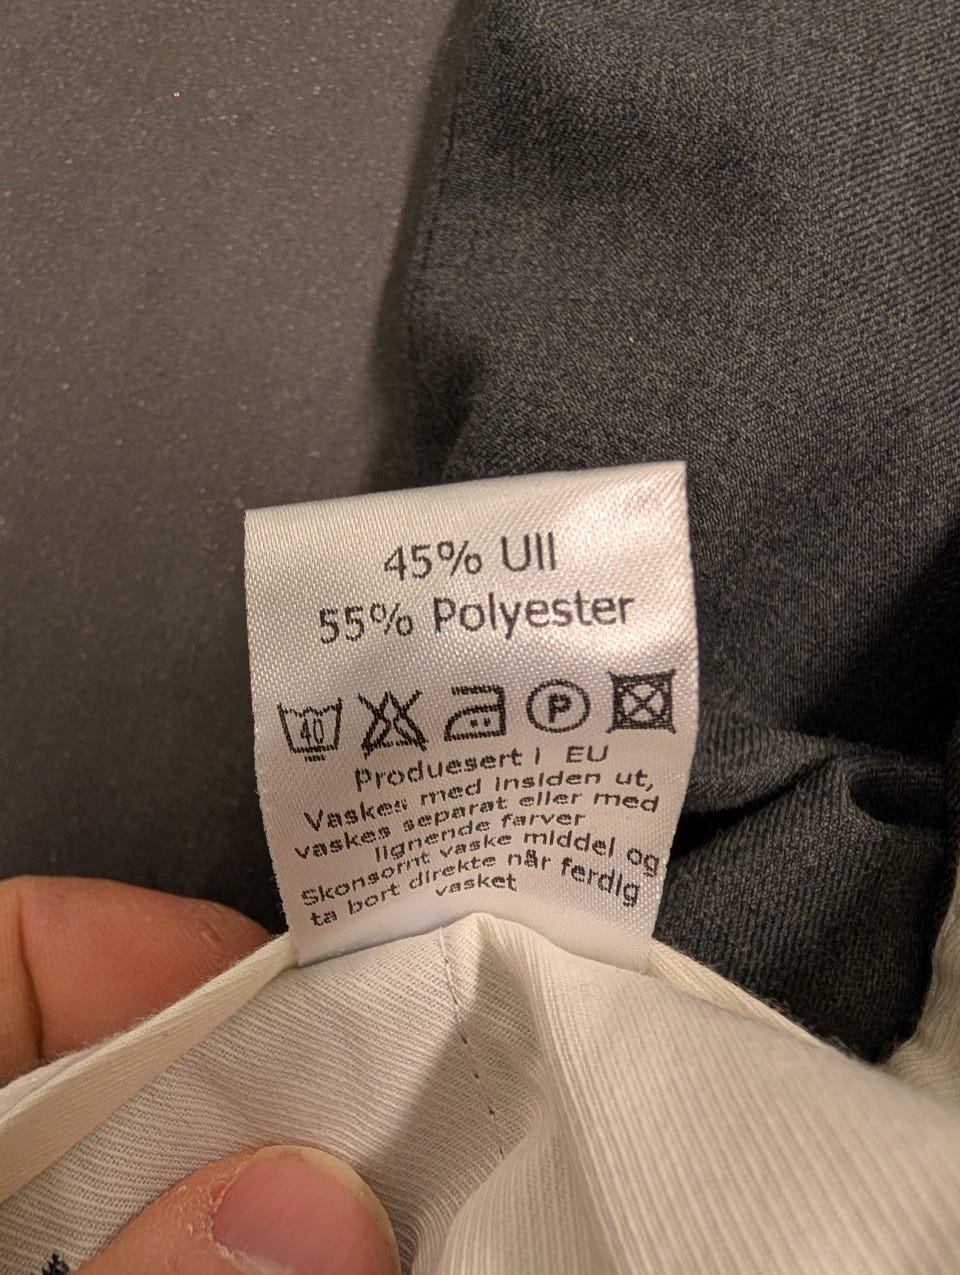 45% Ull
55% Polyester
40 P
Produesert i EU
Vaskes med insiden ut,
vaskes separat eller med
lignende farver
Skonsomt vaske middel og
ta bort direkte når ferdig
vasket